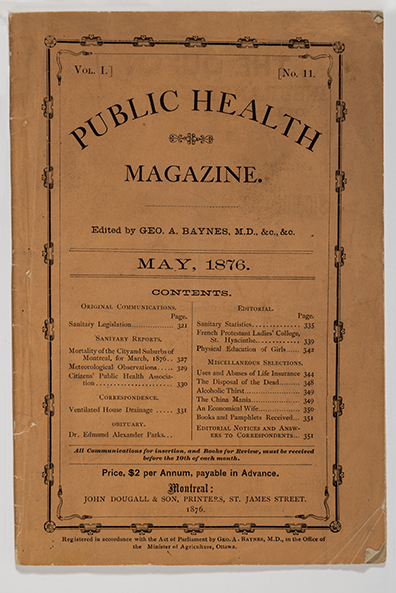 VOL. I.] [NO. 11.
PUBLIC HEALTH
MAGAZINE.
Edited by GEO. A. BAYNES, M.D., &c., &c.
MAY, 1876.
CONTENTS.
ORIGINAL COMMUNICATIONS.
Page.
Sanitary Legislation................ 321
SANITARY REPORTS.
Mortality of the City and Suburbs of
Montreal, for March, 1876.. 327
Meteorological Observations..... 329
Citizens' Public Health Associa-
tion........................ 330
CORRESPONDENCE.
Ventilated House Drainage ..... 331
OBITUARY.
Dr. Edmund Alexander Parks...
EDITORIAL.
Page.
Sanitary Statistics............... 335
French Protestant Ladies' College,
St. Hyacinthe.............. 339
Physical Education of Girls...... 342
MISCELLANEOUS SELECTIONS.
Uses and Abuses of Life Insurance 344
The Disposal of the Dead......... 348
Alcoholic Thirst................. 349
The China Mania................. 349
An Economical Wife.............. 350
Books and Pamphlets Received... 351
EDITORIAL NOTICES AND ANSW-
ERS TO CORRESPONDENTS... 351
All Communications for insertion, and Books for Review, must be received
before the 20th of each month.
Price, $2 per Annum, payable in Advance.
Montreal:
JOHN DOUGALL & SON, PRINTERS, ST. JAMES STREET.
1876.
Registered in accordance with the Act of Parliament by GEO. A. BAYNES, M.D., in the Office of
the Minister of Agriculture, Ottawa.